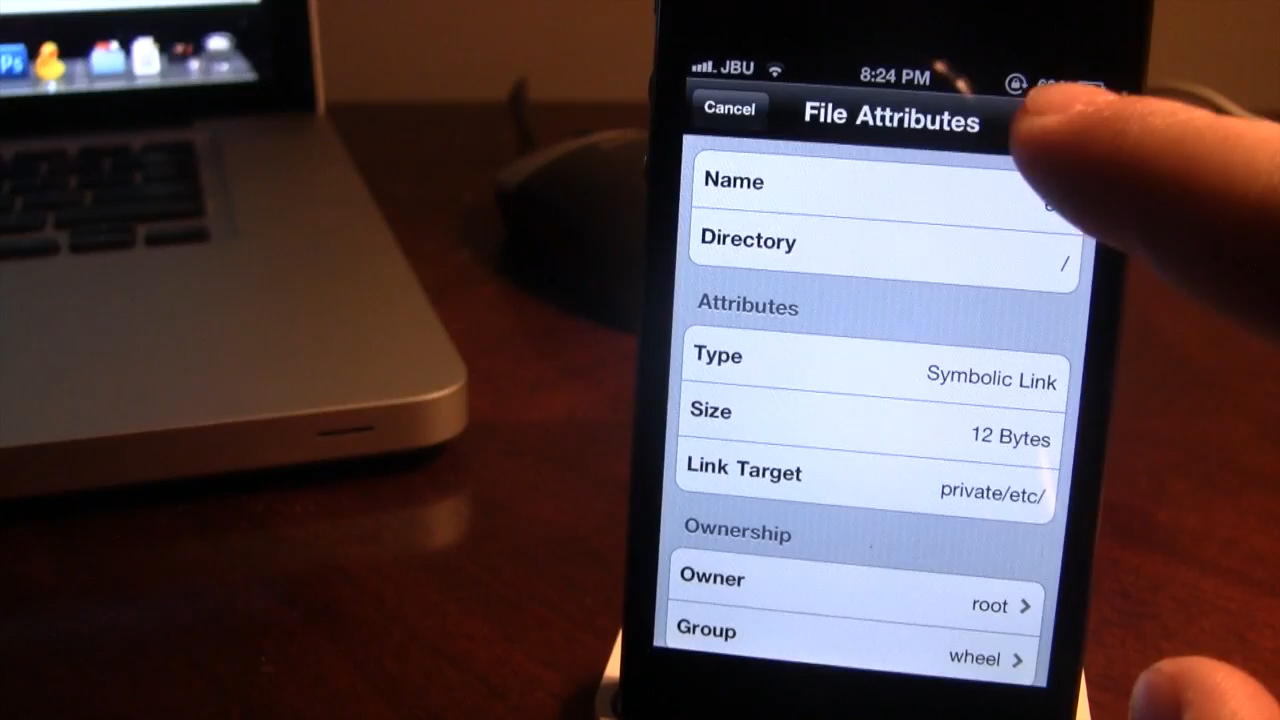 Ps
JBU 8:24 PM
Cancel File Attributes
Name
Directory /
Attributes
Type Symbolic Link
Size 12 Bytes
Link Target private/etc/
Ownership
Owner root
Group wheel